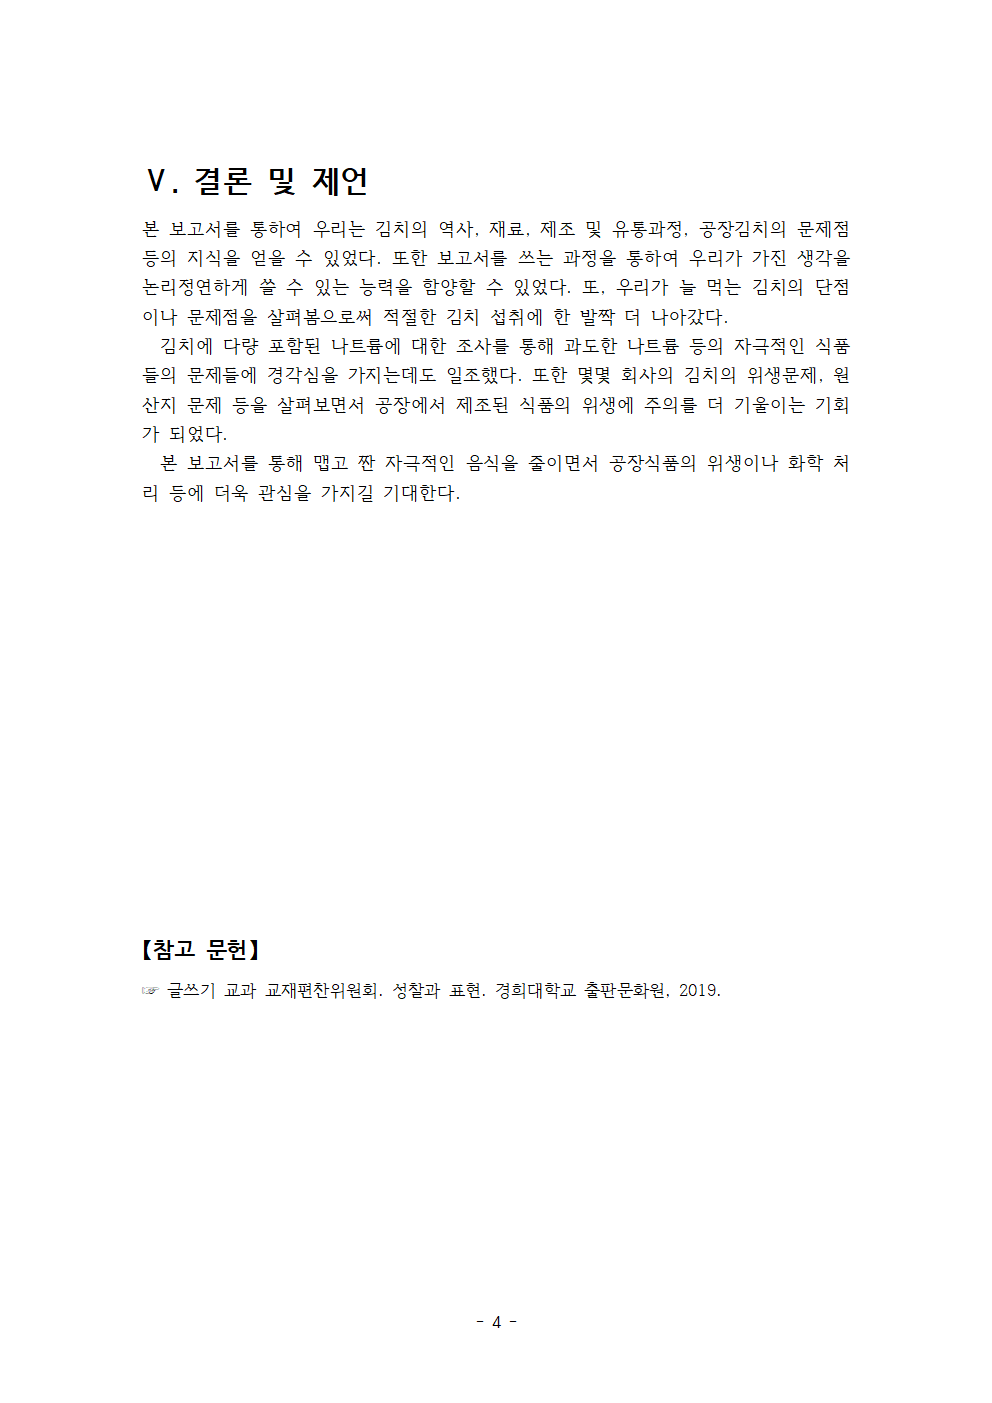 Ⅴ. 결론 및 제언
본 보고서를 통하여 우리는 김치의 역사, 재료, 제조 및 유통과정, 공장김치의 문제점
등의 지식을 얻을 수 있었다. 또한 보고서를 쓰는 과정을 통하여 우리가 가진 생각을
논리정연하게 쓸 수 있는 능력을 함양할 수 있었다. 또, 우리가 늘 먹는 김치의 단점
이나 문제점을 살펴봄으로써 적절한 김치 섭취에 한 발짝 더 나아갔다.
김치에 다량 포함된 나트륨에 대한 조사를 통해 과도한 나트륨 등의 자극적인 식품
들의 문제들에 경각심을 가지는데도 일조했다. 또한 몇몇 회사의 김치의 위생문제, 원
산지 문제 등을 살펴보면서 공장에서 제조된 식품의 위생에 주의를 더 기울이는 기회
가 되었다.
본 보고서를 통해 맵고 짠 자극적인 음식을 줄이면서 공장식품의 위생이나 화학 처
리 등에 더욱 관심을 가지길 기대한다.
【참고 문헌】
☞ 글쓰기 교과 교재편찬위원회. 성찰과 표현. 경희대학교 출판문화원, 2019.
- 4 -